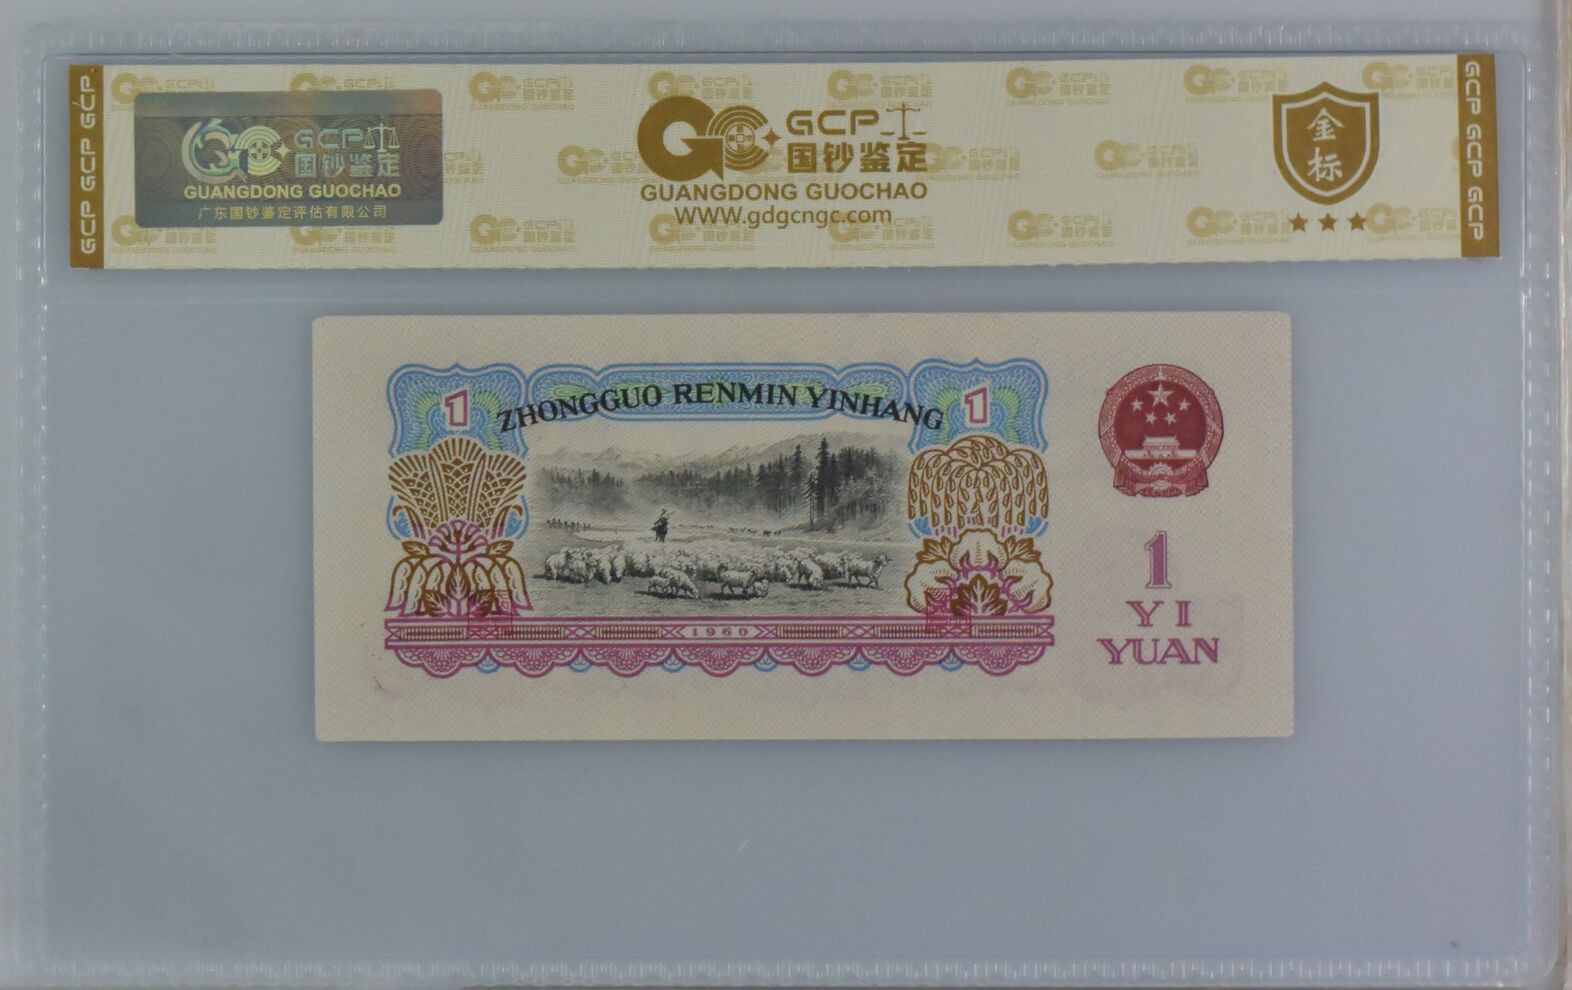 GCP GCP GCP
GCP
国钞鉴定
GUANGDONG GUOCHAO
广东国钞鉴定评估有限公司
GCP
国钞鉴定
GUANGDONG GUOCHAO
WWW.gdgcngc.com
金
标
GCP GCP GCP
1
ZHONGGUO RENMIN YINHANG
1
1960
1
YI
YUAN